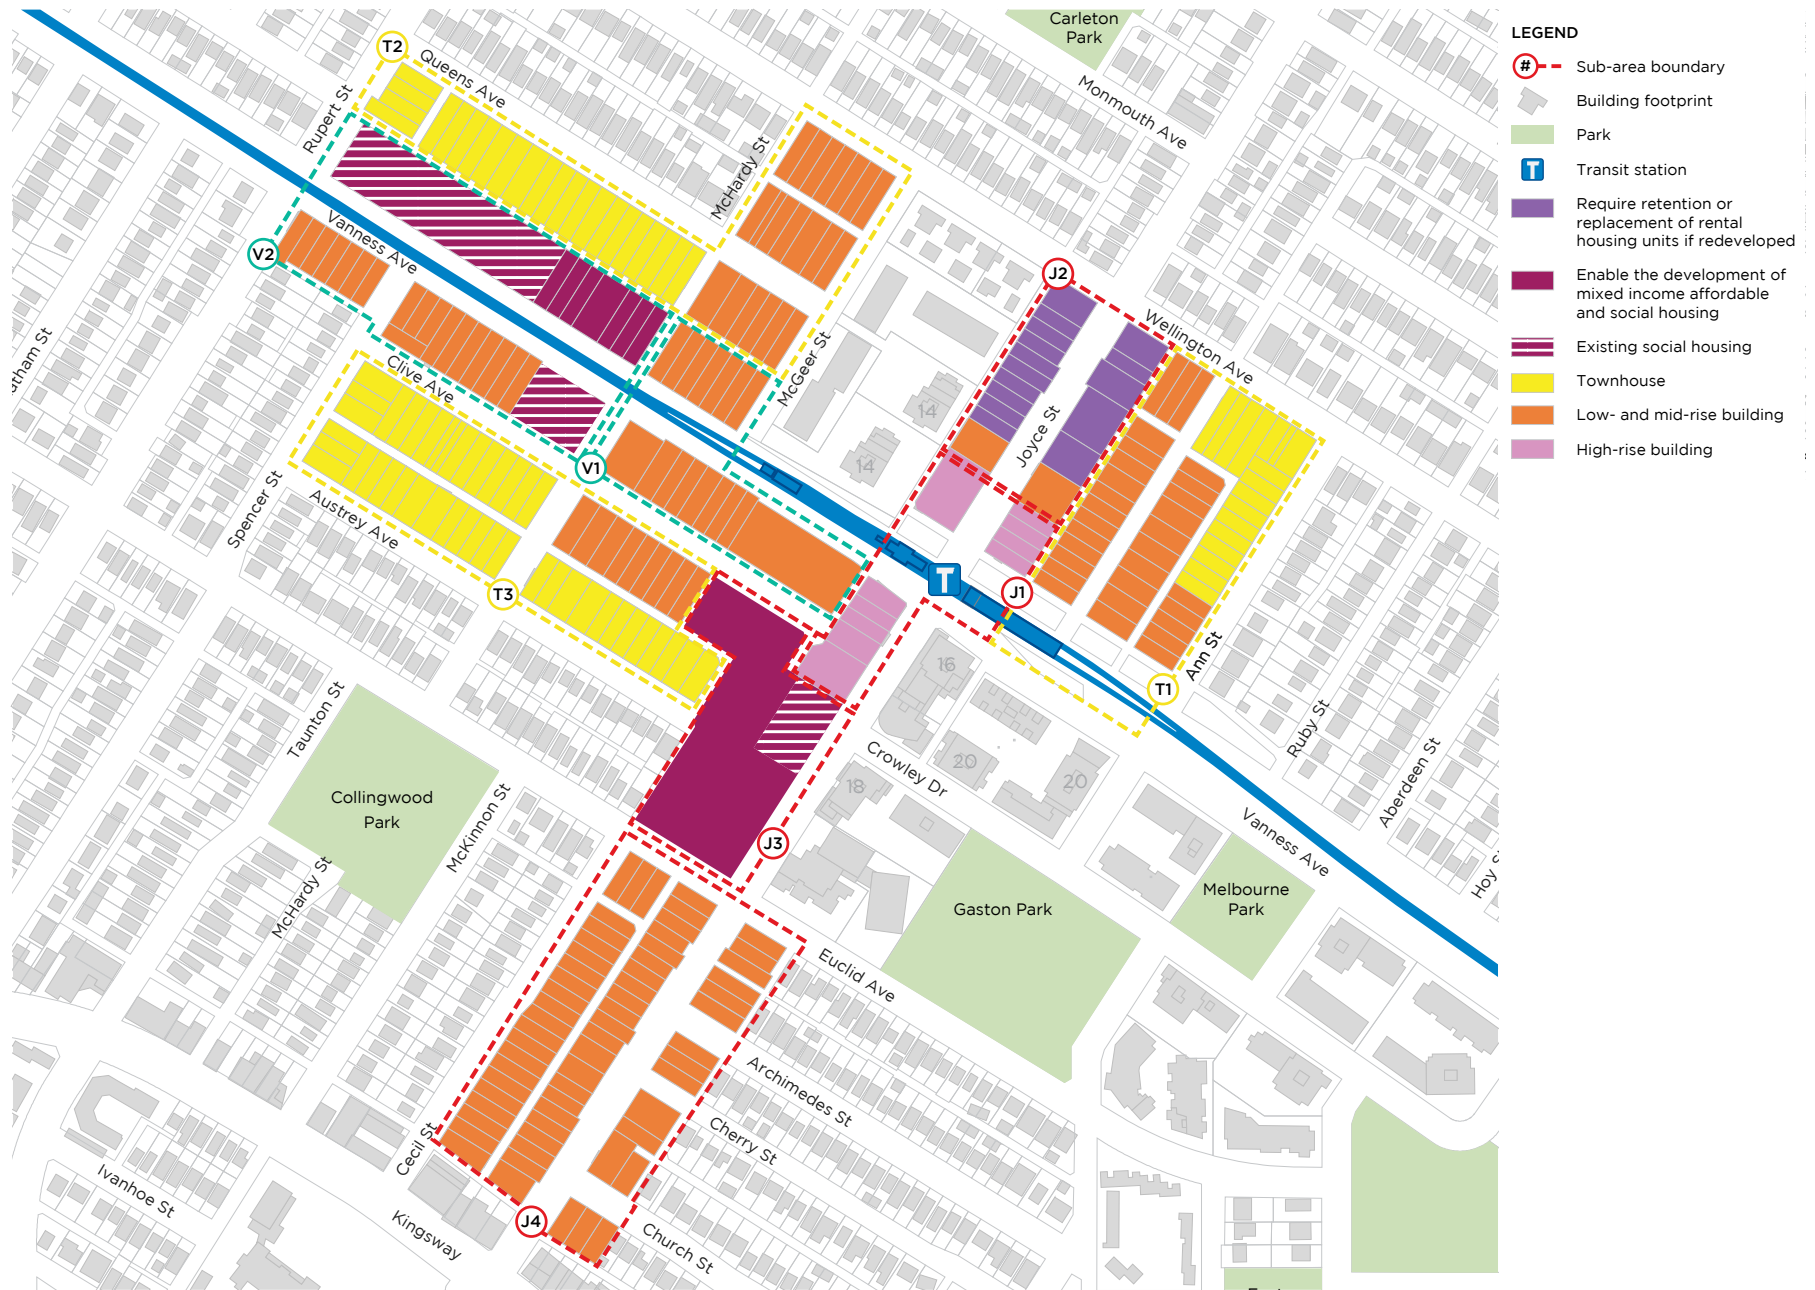 Carleton
Park
T2
Queens Ave
Monmouth Ave
Rupert St
McHardy St
V2
Vanness Ave
J2
Wellington Ave
Clive Ave
McGeer St
14
Joyce St
14
V1
Spencer St
Austrey Ave
T
T3
J1
Ann St
16
T1
Taunton St
Ruby St
Crowley Dr
20
20
18
Aberdeen St
Collingwood
Park
McKinnon St
J3
Vanness Ave
McHardy St
Melbourne
Park
Gaston Park
Euclid Ave
Archimedes St
Cherry St
Cecil St
Ivanhoe St
Kingsway
J4
Church St
LEGEND
# Sub-area boundary
Building footprint
Park
T Transit station
Require retention or
replacement of rental
housing units if redeveloped
Enable the development of
mixed income affordable
and social housing
Existing social housing
Townhouse
Low- and mid-rise building
High-rise building